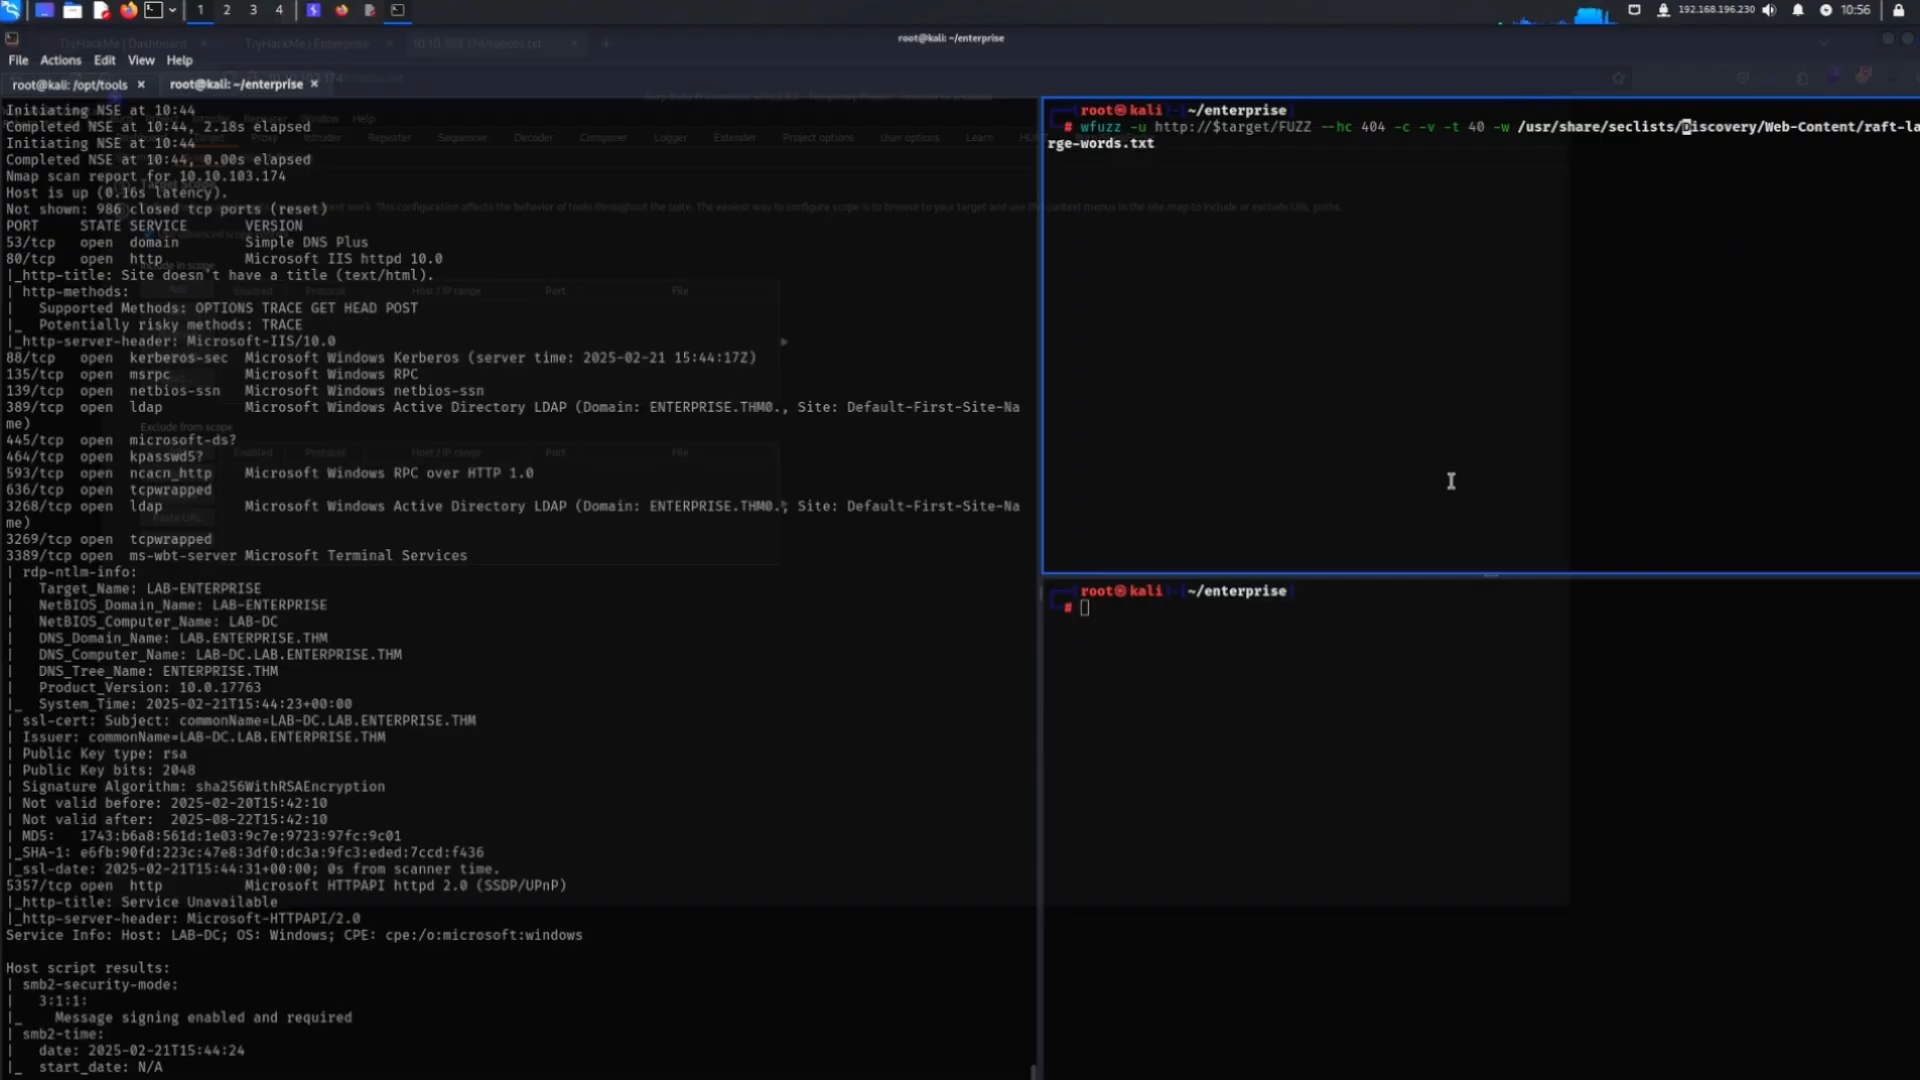 1 2 3 4
192.168.196.230 10:56
root@kali: ~/enterprise
TryHackMe | Dashboard
TryHackMe | Enterprise
10.10.103.174/robots.txt
File Actions Edit View Help
root@kali: /opt/tools
root@kali: ~/enterprise
Initiating NSE at 10:44
Completed NSE at 10:44, 2.18s elapsed
Initiating NSE at 10:44
Completed NSE at 10:44, 0.00s elapsed
Nmap scan report for 10.10.103.174
Host is up (0.16s latency).
Not shown: 986 closed tcp ports (reset)
PORT     STATE SERVICE       VERSION
53/tcp   open  domain        Simple DNS Plus
80/tcp   open  http          Microsoft IIS httpd 10.0
|_http-title: Site doesn't have a title (text/html).
| http-methods:
|   Supported Methods: OPTIONS TRACE GET HEAD POST
|_  Potentially risky methods: TRACE
|_http-server-header: Microsoft-IIS/10.0
88/tcp   open  kerberos-sec  Microsoft Windows Kerberos (server time: 2025-02-21 15:44:17Z)
135/tcp  open  msrpc         Microsoft Windows RPC
139/tcp  open  netbios-ssn   Microsoft Windows netbios-ssn
389/tcp  open  ldap          Microsoft Windows Active Directory LDAP (Domain: ENTERPRISE.THM0., Site: Default-First-Site-Na
me)
445/tcp  open  microsoft-ds?
464/tcp  open  kpasswd5?
593/tcp  open  ncacn_http    Microsoft Windows RPC over HTTP 1.0
636/tcp  open  tcpwrapped
3268/tcp open  ldap          Microsoft Windows Active Directory LDAP (Domain: ENTERPRISE.THM0., Site: Default-First-Site-Na
me)
3269/tcp open  tcpwrapped
3389/tcp open  ms-wbt-server Microsoft Terminal Services
| rdp-ntlm-info:
|   Target_Name: LAB-ENTERPRISE
|   NetBIOS_Domain_Name: LAB-ENTERPRISE
|   NetBIOS_Computer_Name: LAB-DC
|   DNS_Domain_Name: LAB.ENTERPRISE.THM
|   DNS_Computer_Name: LAB-DC.LAB.ENTERPRISE.THM
|   DNS_Tree_Name: ENTERPRISE.THM
|   Product_Version: 10.0.17763
|_  System_Time: 2025-02-21T15:44:23+00:00
| ssl-cert: Subject: commonName=LAB-DC.LAB.ENTERPRISE.THM
| Issuer: commonName=LAB-DC.LAB.ENTERPRISE.THM
| Public Key type: rsa
| Public Key bits: 2048
| Signature Algorithm: sha256WithRSAEncryption
| Not valid before: 2025-02-20T15:42:10
| Not valid after:  2025-08-22T15:42:10
| MD5:   1743:b6a8:561d:1e03:9c7e:9723:97fc:9c01
|_SHA-1: e6fb:90fd:223c:47e8:3df0:dc3a:9fc3:eded:7ccd:f436
|_ssl-date: 2025-02-21T15:44:31+00:00; 0s from scanner time.
5357/tcp open  http          Microsoft HTTPAPI httpd 2.0 (SSDP/UPnP)
|_http-title: Service Unavailable
|_http-server-header: Microsoft-HTTPAPI/2.0
Service Info: Host: LAB-DC; OS: Windows; CPE: cpe:/o:microsoft:windows
Host script results:
| smb2-security-mode:
|   3:1:1:
|_    Message signing enabled and required
| smb2-time:
|   date: 2025-02-21T15:44:24
|_  start_date: N/A
root@kali ~/enterprise
# wfuzz -u http://$target/FUZZ --hc 404 -c -v -t 40 -w /usr/share/seclists/Discovery/Web-Content/raft-la
rge-words.txt
root@kali ~/enterprise
#